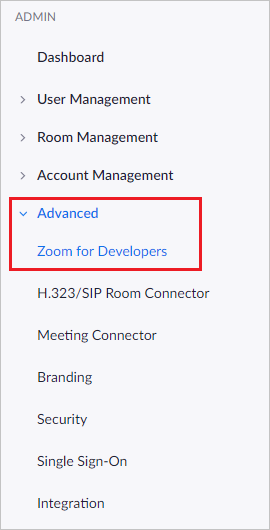 ADMIN
Dashboard
User Management
Room Management
Account Management
Advanced
Zoom for Developers
H.323/SIP Room Connector
Meeting Connector
Branding
Security
Single Sign-On
Integration